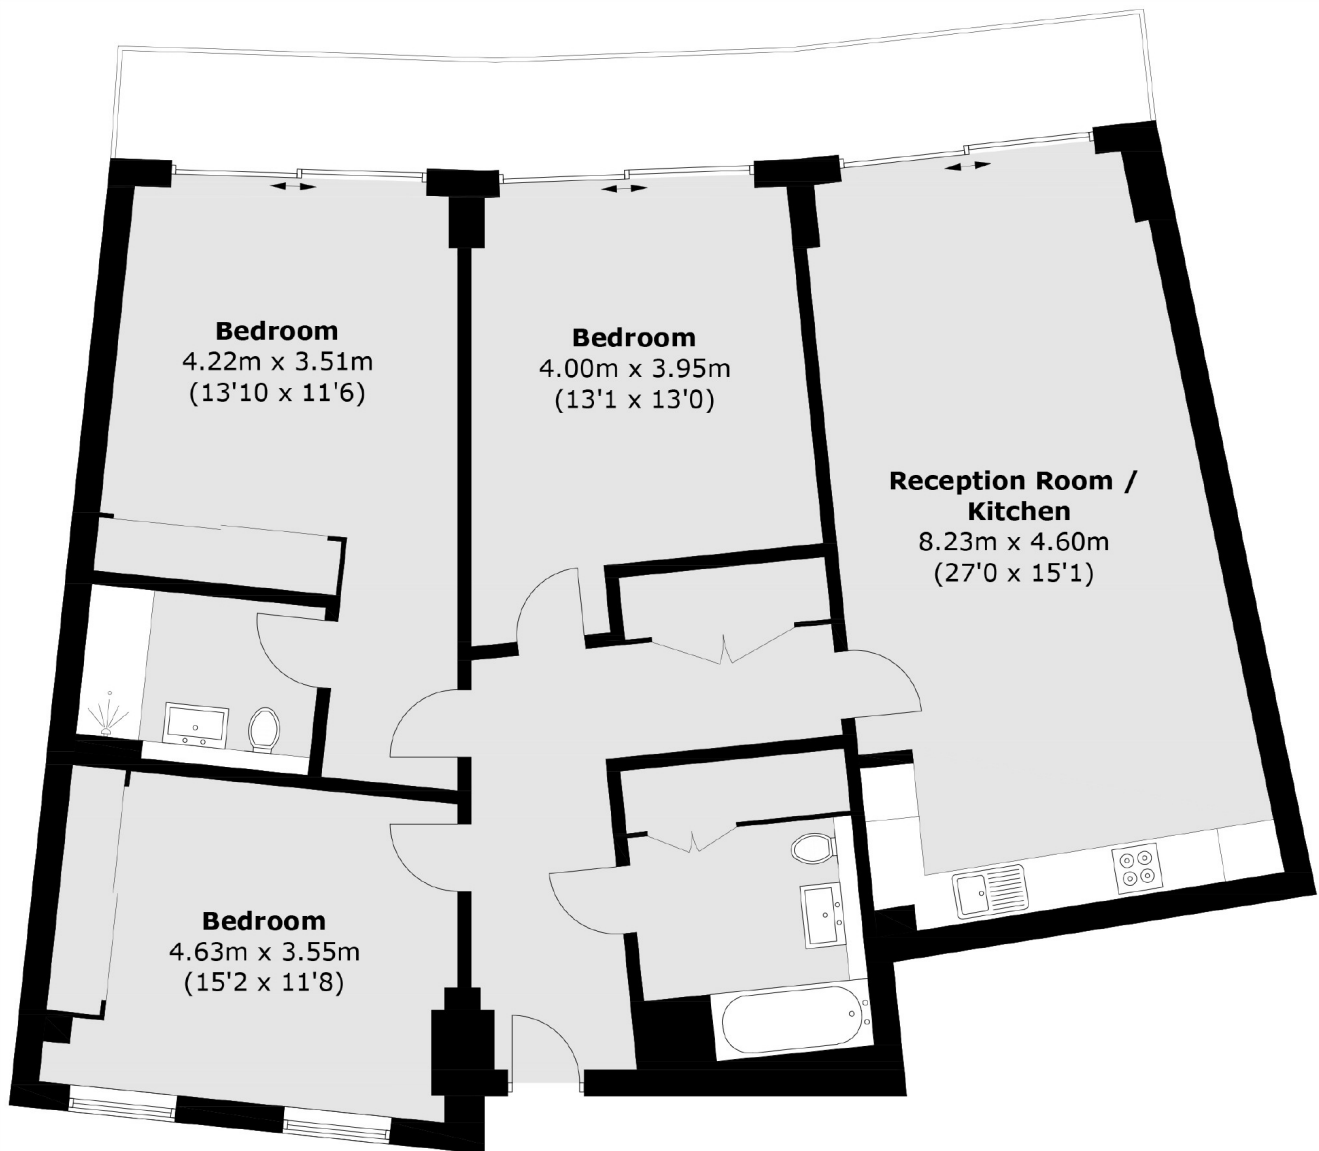 Bedroom
4.22m x 3.51m
(13'10 x 11'6)
Bedroom
4.00m x 3.95m
(13'1 x 13'0)
Reception Room /
Kitchen
8.23m x 4.60m
(27'0 x 15'1)
Bedroom
4.63m x 3.55m
(15'2 x 11'8)